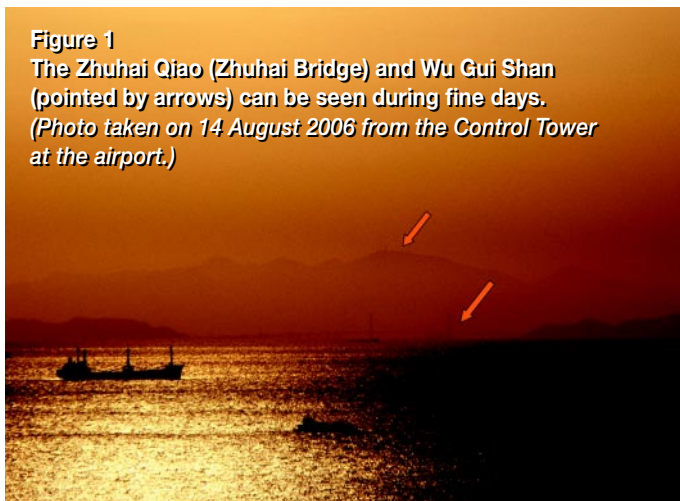 Figure 1
The Zhuhai Qiao (Zhuhai Bridge) and Wu Gui Shan
(pointed by arrows) can be seen during fine days.
(Photo taken on 14 August 2006 from the Control Tower
at the airport.)